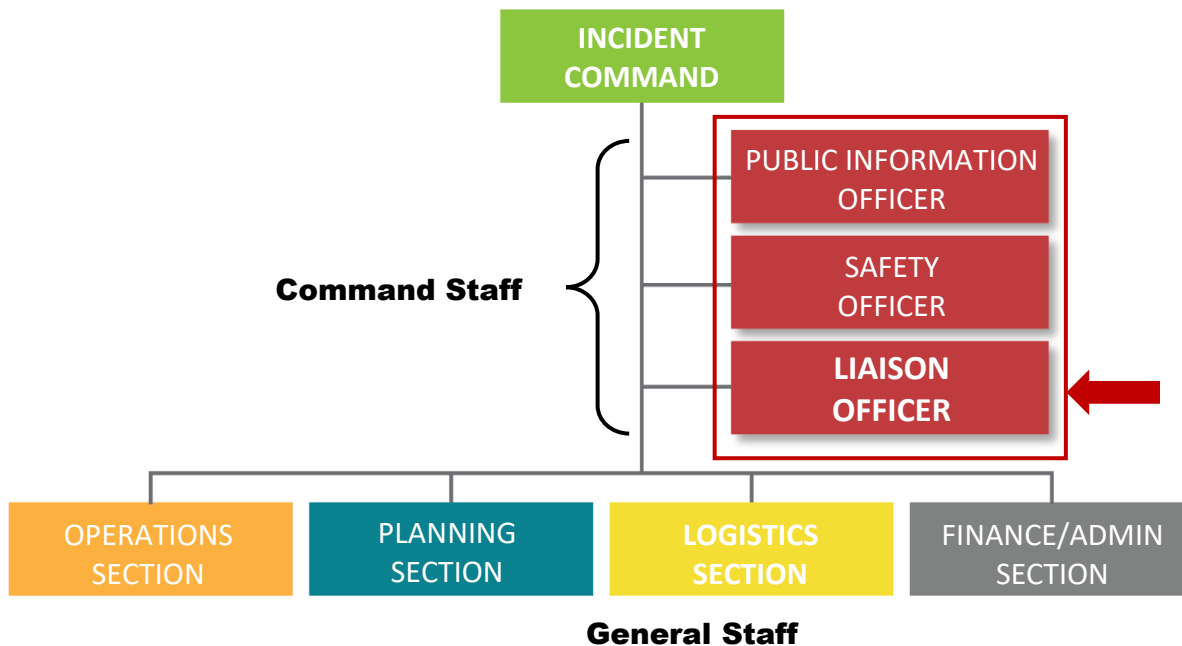 INCIDENT
COMMAND
PUBLIC INFORMATION
OFFICER
SAFETY
OFFICER
Command Staff
LIAISON
OFFICER
OPERATIONS
SECTION
PLANNING
SECTION
LOGISTICS
SECTION
FINANCE/ADMIN
SECTION
General Staff